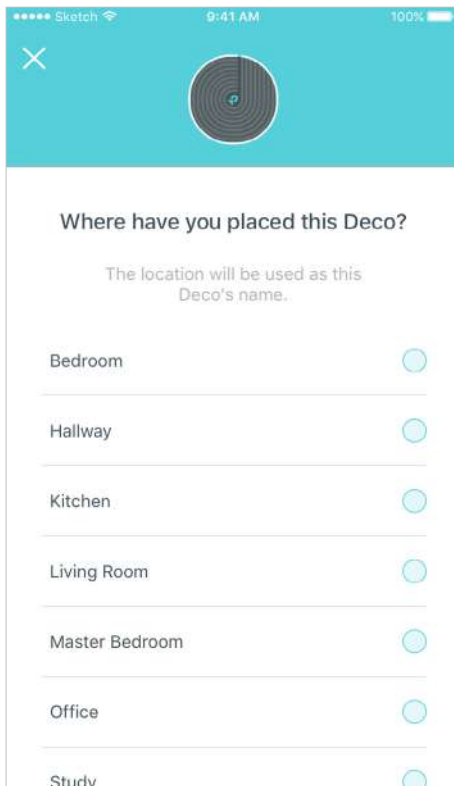 Sketch 9:41 AM 100%
Where have you placed this Deco?
The location will be used as this
Deco's name.
Bedroom
Hallway
Kitchen
Living Room
Master Bedroom
Office
Study